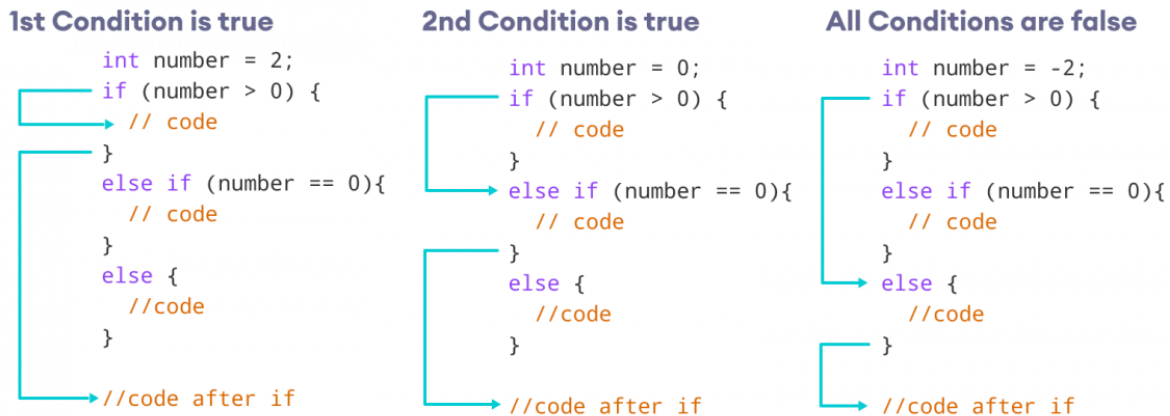 1st Condition is true
int number = 2;
if (number > 0) {
// code
}
else if (number == 0){
// code
}
else {
//code
}
//code after if
2nd Condition is true
int number = 0;
if (number > 0) {
// code
}
else if (number == 0){
// code
}
else {
//code
}
//code after if
All Conditions are false
int number = -2;
if (number > 0) {
// code
}
else if (number == 0){
// code
}
else {
//code
}
//code after if